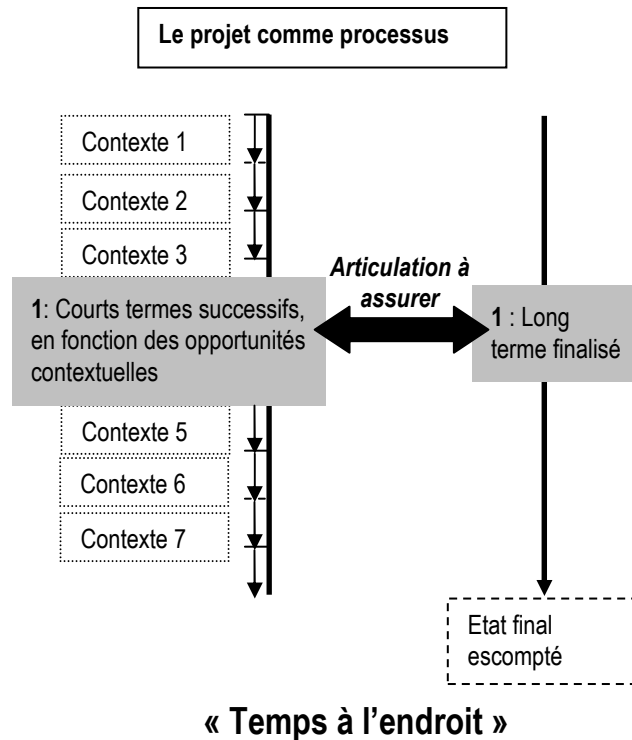 Le projet comme processus
Contexte 1
Contexte 2
Contexte 3
Articulation à
assurer
1: Courts termes successifs,
en fonction des opportunités
contextuelles
1 : Long
terme finalisé
Contexte 5
Contexte 6
Contexte 7
Etat final
escompté
« Temps à l’endroit »